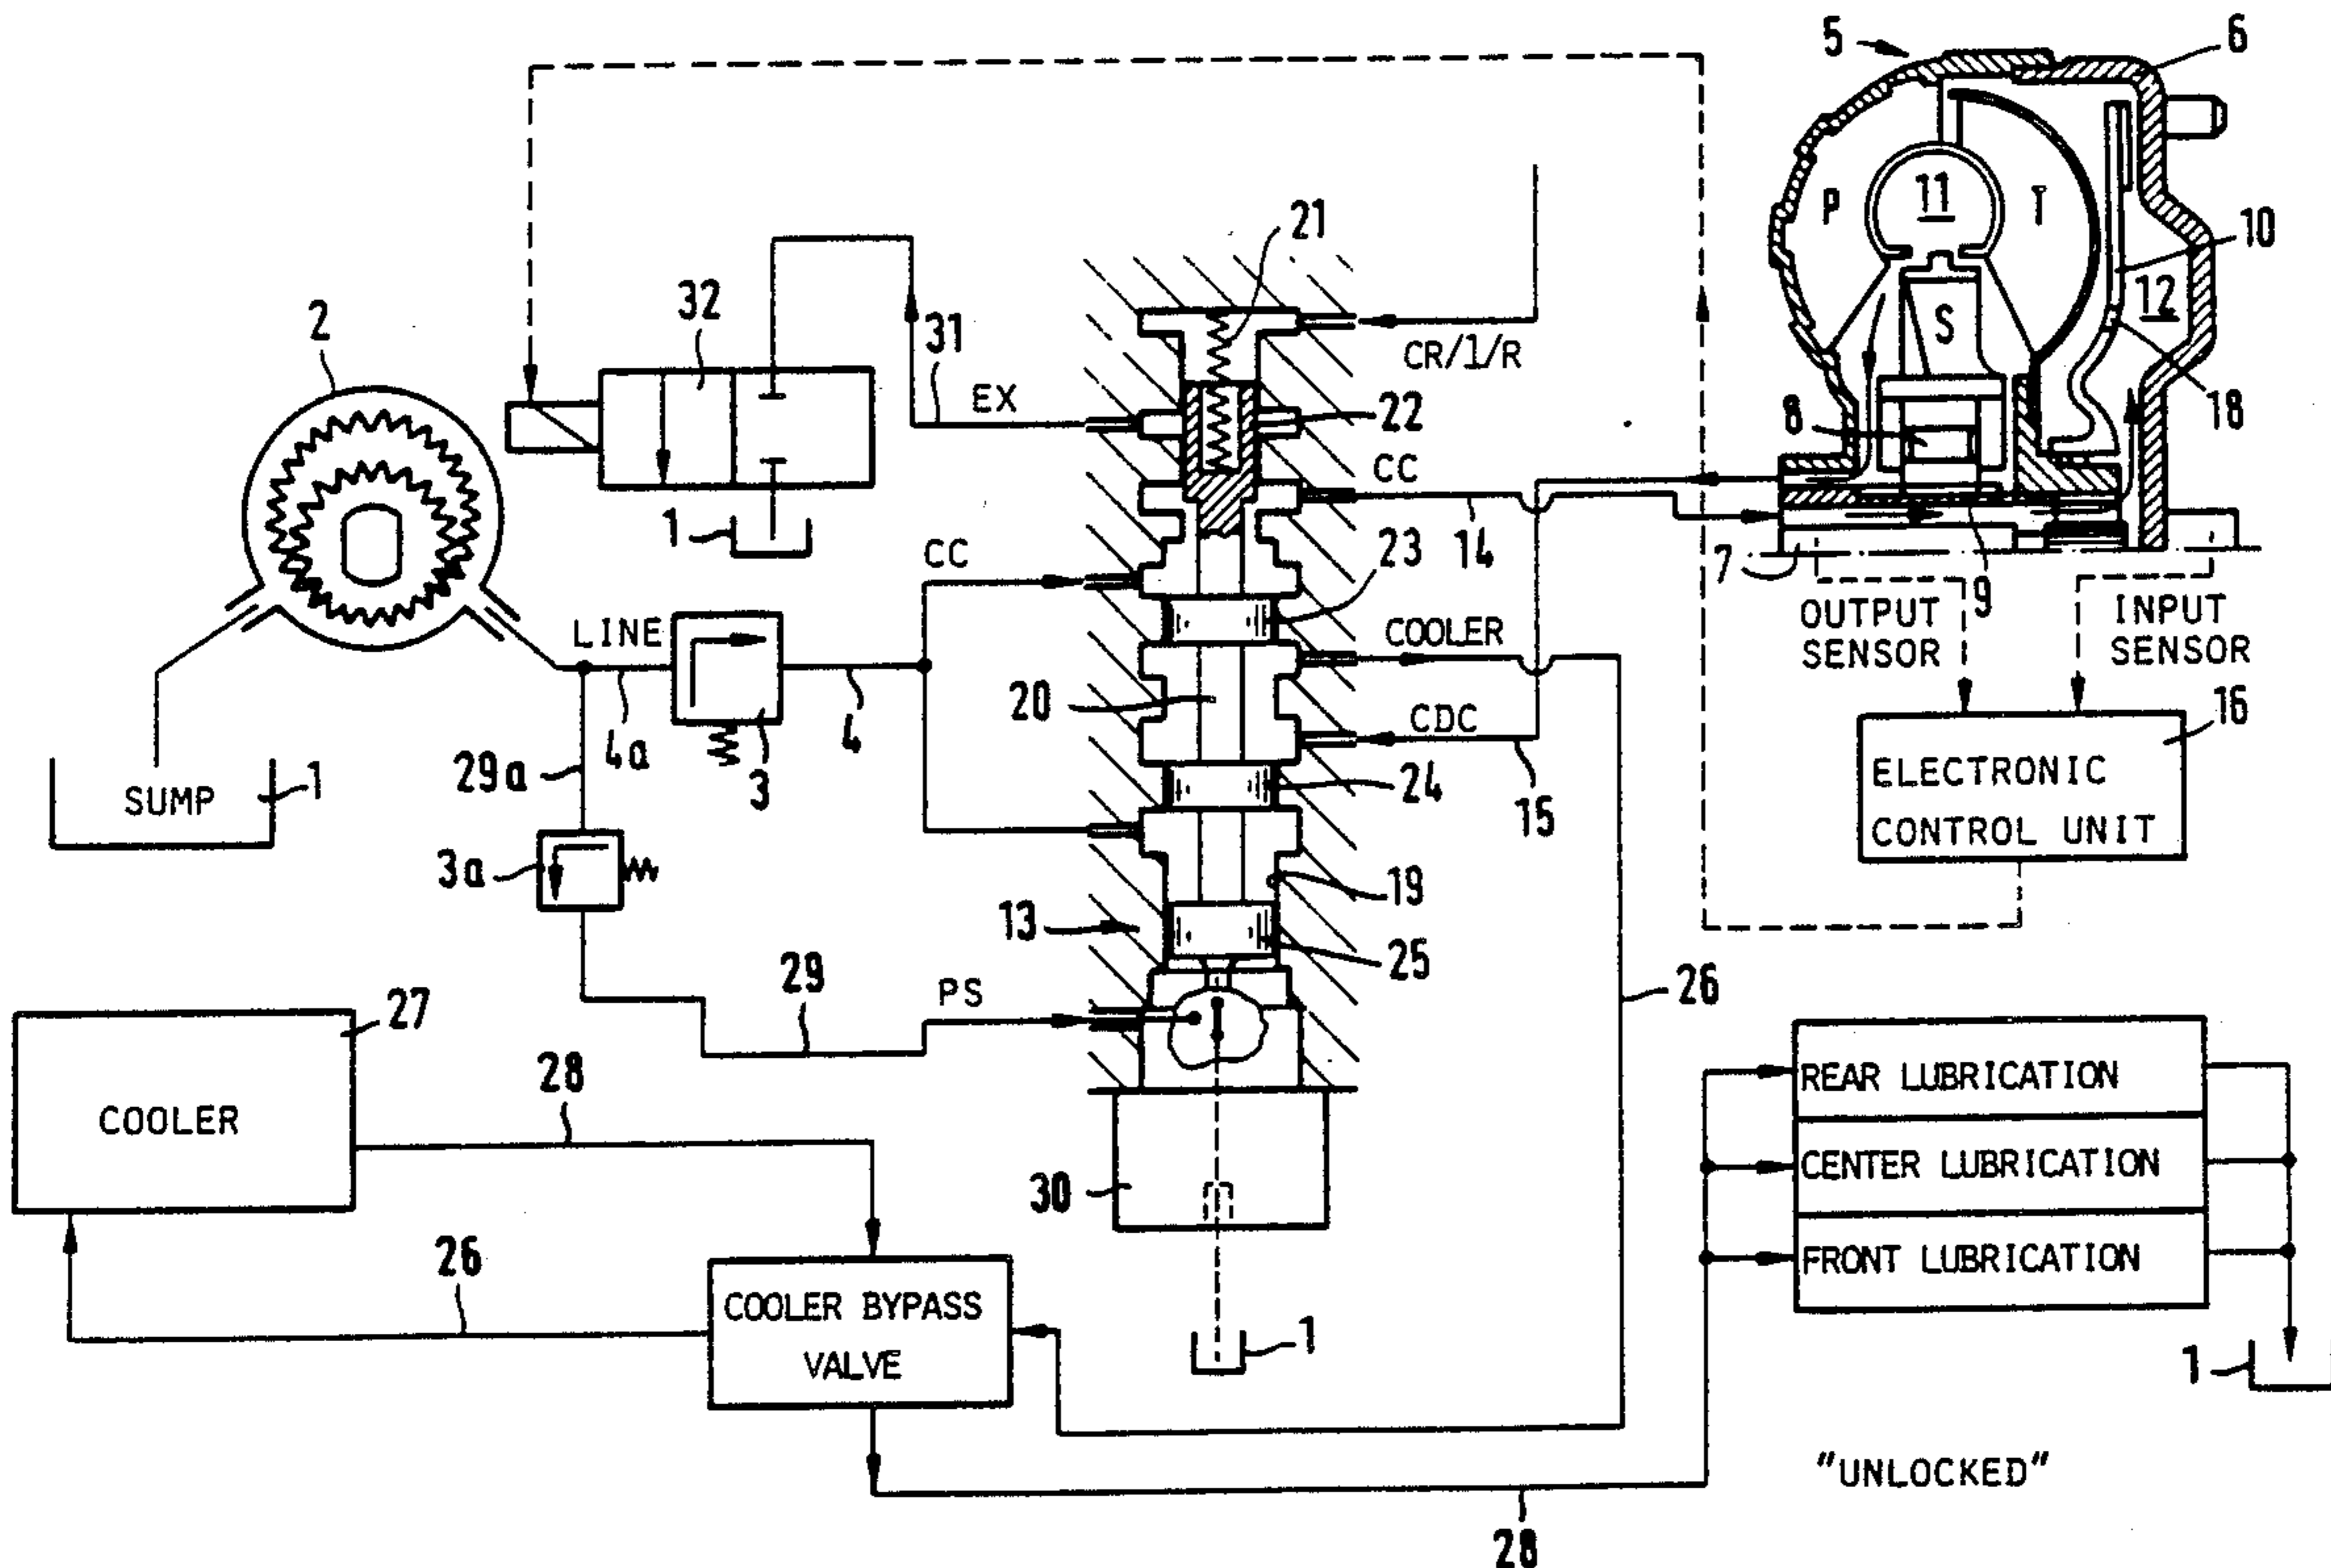 5
6
2
32
31
EX
21
CR/1/R
22
CC
14
P
11
T
S
10
12
18
8
7
9
1
CC
23
LINE
4a
3
4
COOLER
20
CDC
15
24
OUTPUT
SENSOR
INPUT
SENSOR
16
ELECTRONIC
CONTROL UNIT
SUMP
1
29a
3a
19
13
25
29
PS
26
27
COOLER
28
30
REAR LUBRICATION
CENTER LUBRICATION
FRONT LUBRICATION
26
COOLER BYPASS
VALVE
1
1
"UNLOCKED"
28